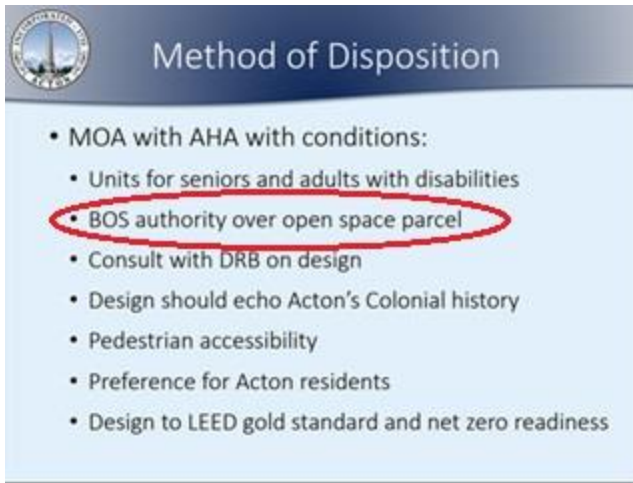 INCORPORATED
ACTON
Method of Disposition
• MOA with AHA with conditions:
• Units for seniors and adults with disabilities
• BOS authority over open space parcel
• Consult with DRB on design
• Design should echo Acton's Colonial history
• Pedestrian accessibility
• Preference for Acton residents
• Design to LEED gold standard and net zero readiness